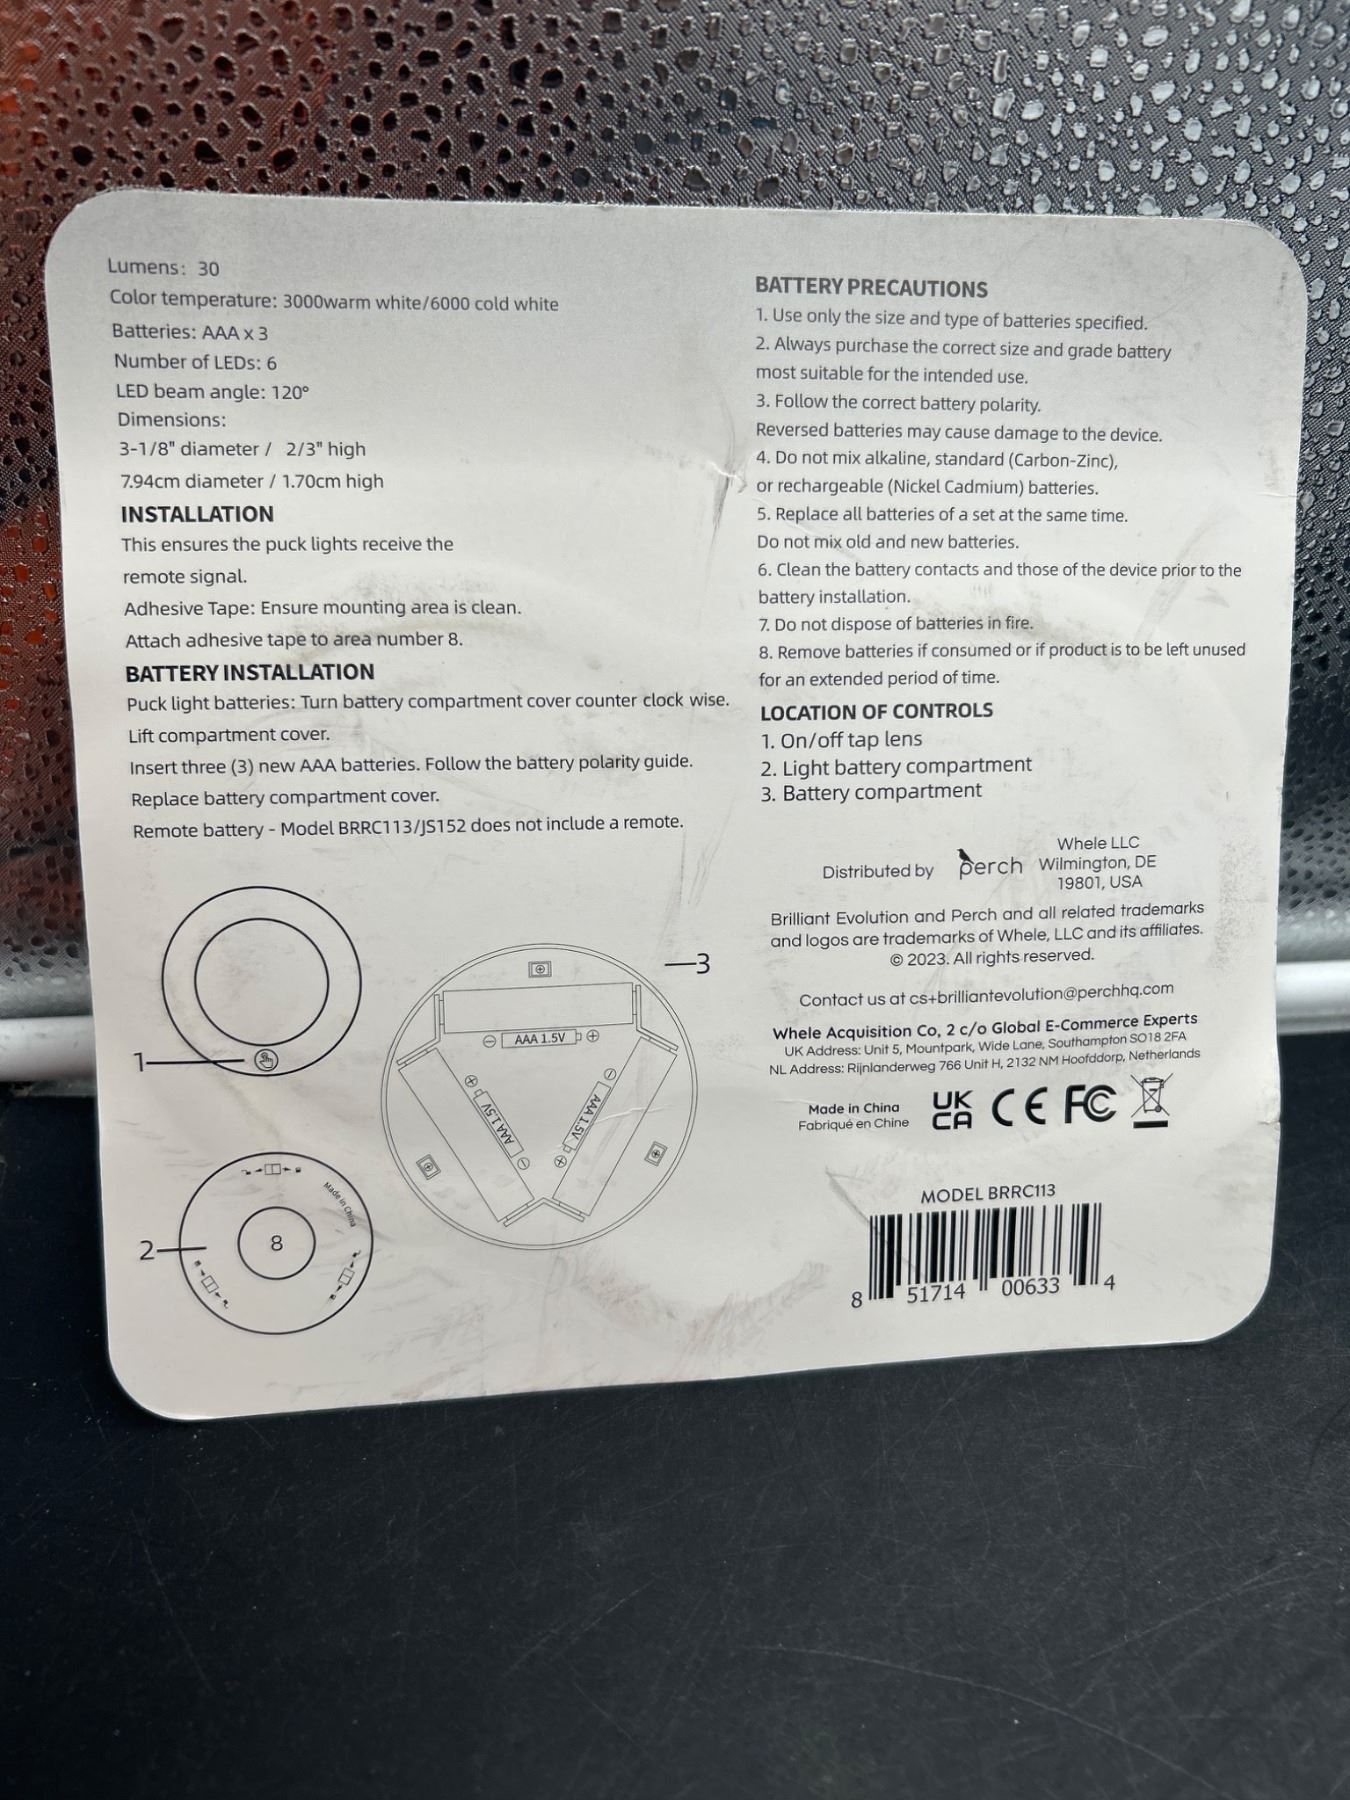 Lumens: 30
Color temperature: 3000warm white/6000 cold white
Batteries: AAA x 3
Number of LEDs: 6
LED beam angle: 120°
Dimensions:
3-1/8" diameter / 2/3" high
7.94cm diameter / 1.70cm high
INSTALLATION
This ensures the puck lights receive the
remote signal.
Adhesive Tape: Ensure mounting area is clean.
Attach adhesive tape to area number 8.
BATTERY INSTALLATION
Puck light batteries: Turn battery compartment cover counter clock wise.
Lift compartment cover.
Insert three (3) new AAA batteries. Follow the battery polarity guide.
Replace battery compartment cover.
Remote battery - Model BRRC113/JS152 does not include a remote.
1
2
8
Made in China
3
AAA 1.5V
AAA 1.5V
AAA 1.5V
BATTERY PRECAUTIONS
1. Use only the size and type of batteries specified.
2. Always purchase the correct size and grade battery
most suitable for the intended use.
3. Follow the correct battery polarity.
Reversed batteries may cause damage to the device.
4. Do not mix alkaline, standard (Carbon-Zinc),
or rechargeable (Nickel Cadmium) batteries.
5. Replace all batteries of a set at the same time.
Do not mix old and new batteries.
6. Clean the battery contacts and those of the device prior to the
battery installation.
7. Do not dispose of batteries in fire.
8. Remove batteries if consumed or if product is to be left unused
for an extended period of time.
LOCATION OF CONTROLS
1. On/off tap lens
2. Light battery compartment
3. Battery compartment
Distributed by perch
Whele LLC
Wilmington, DE
19801, USA
Brilliant Evolution and Perch and all related trademarks
and logos are trademarks of Whele, LLC and its affiliates.
© 2023. All rights reserved.
Contact us at cs+brilliantevolution@perchhq.com
Whele Acquisition Co, 2 c/o Global E-Commerce Experts
UK Address: Unit 5, Mountpark, Wide Lane, Southampton SO18 2FA
NL Address: Rijnlanderweg 766 Unit H, 2132 NM Hoofddorp, Netherlands
Made in China
Fabriqué en Chine
UK
CA
CE
FC
MODEL BRRC113
8 51714 00633 4